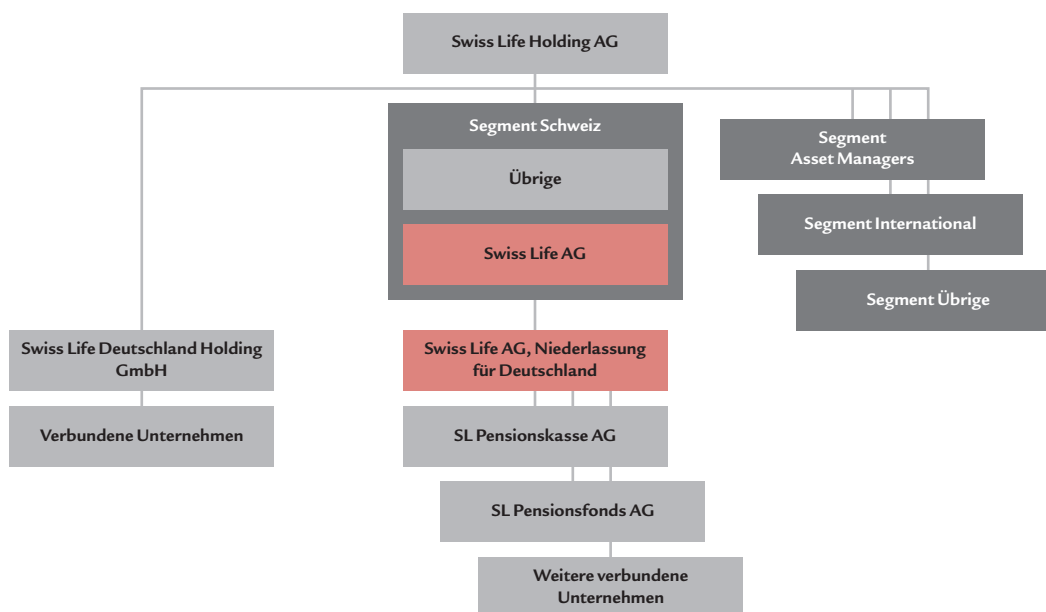 Swiss Life Holding AG
Segment Schweiz
Übrige
Swiss Life AG
Segment
Asset Managers
Segment International
Segment Übrige
Swiss Life Deutschland Holding
GmbH
Verbundene Unternehmen
Swiss Life AG, Niederlassung
für Deutschland
SL Pensionskasse AG
SL Pensionsfonds AG
Weitere verbundene
Unternehmen